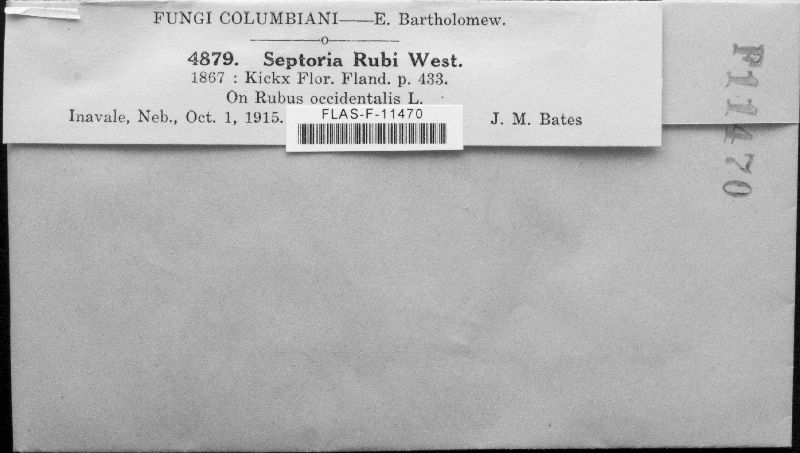 FUNGI COLUMBIANI——E. Bartholomew.
4879. Septoria Rubi West.
1867 : Kickx Flor. Fland. p. 433.
On Rubus occidentalis L.
Inavale, Neb., Oct. 1, 1915. J. M. Bates
FLAS-F-11470
F11470